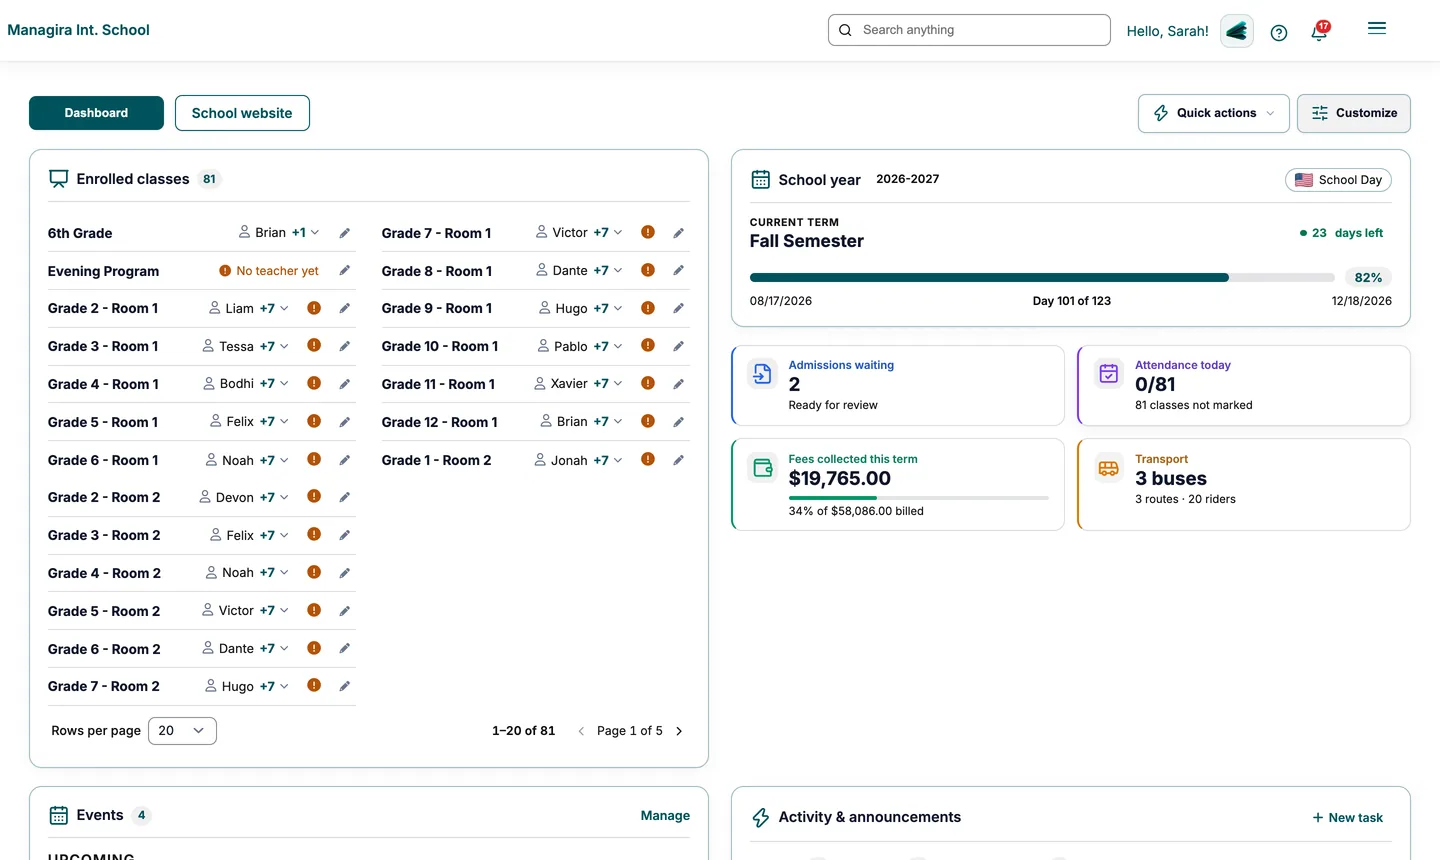 Managira Int. School
Search anything
Hello, Sarah!
17
Dashboard
School website
Quick actions
Customize
Enrolled classes 81
6th Grade Brian +1
Evening Program No teacher yet
Grade 2 - Room 1 Liam +7
Grade 3 - Room 1 Tessa +7
Grade 4 - Room 1 Bodhi +7
Grade 5 - Room 1 Felix +7
Grade 6 - Room 1 Noah +7
Grade 2 - Room 2 Devon +7
Grade 3 - Room 2 Felix +7
Grade 4 - Room 2 Noah +7
Grade 5 - Room 2 Victor +7
Grade 6 - Room 2 Dante +7
Grade 7 - Room 2 Hugo +7
Grade 7 - Room 1 Victor +7
Grade 8 - Room 1 Dante +7
Grade 9 - Room 1 Hugo +7
Grade 10 - Room 1 Pablo +7
Grade 11 - Room 1 Xavier +7
Grade 12 - Room 1 Brian +7
Grade 1 - Room 2 Jonah +7
Rows per page 20
1–20 of 81
Page 1 of 5
School year 2026-2027
School Day
CURRENT TERM
Fall Semester
23 days left
82%
08/17/2026
Day 101 of 123
12/18/2026
Admissions waiting
2
Ready for review
Attendance today
0/81
81 classes not marked
Fees collected this term
$19,765.00
34% of $58,086.00 billed
Transport
3 buses
3 routes · 20 riders
Events 4
Manage
UPCOMING
Activity & announcements
+ New task